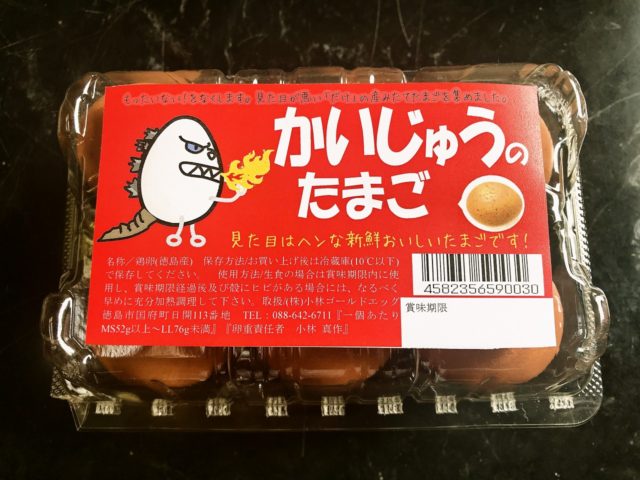 もったいない!をなくします。見た目が悪い「だけ」の産みたてたまごを集めました。
かいじゅうの
たまご
見た目はヘンな新鮮おいしいたまごです!
名称/鶏卵(徳島産) 保存方法/お買い上げ後は冷蔵庫(10℃以下)
で保存してください。 使用方法/生食の場合は賞味期限内に使
用し、賞味期限経過後及び殻にヒビがある場合は、なるべく
早めに充分加熱調理して下さい。取扱/(株)小林ゴールドエッグ
徳島市国府町日開113番地 TEL:088-642-6711『一個あたり
MS52g以上~LL76g未満』『卵重責任者 小林 真作』
4582356590030
賞味期限